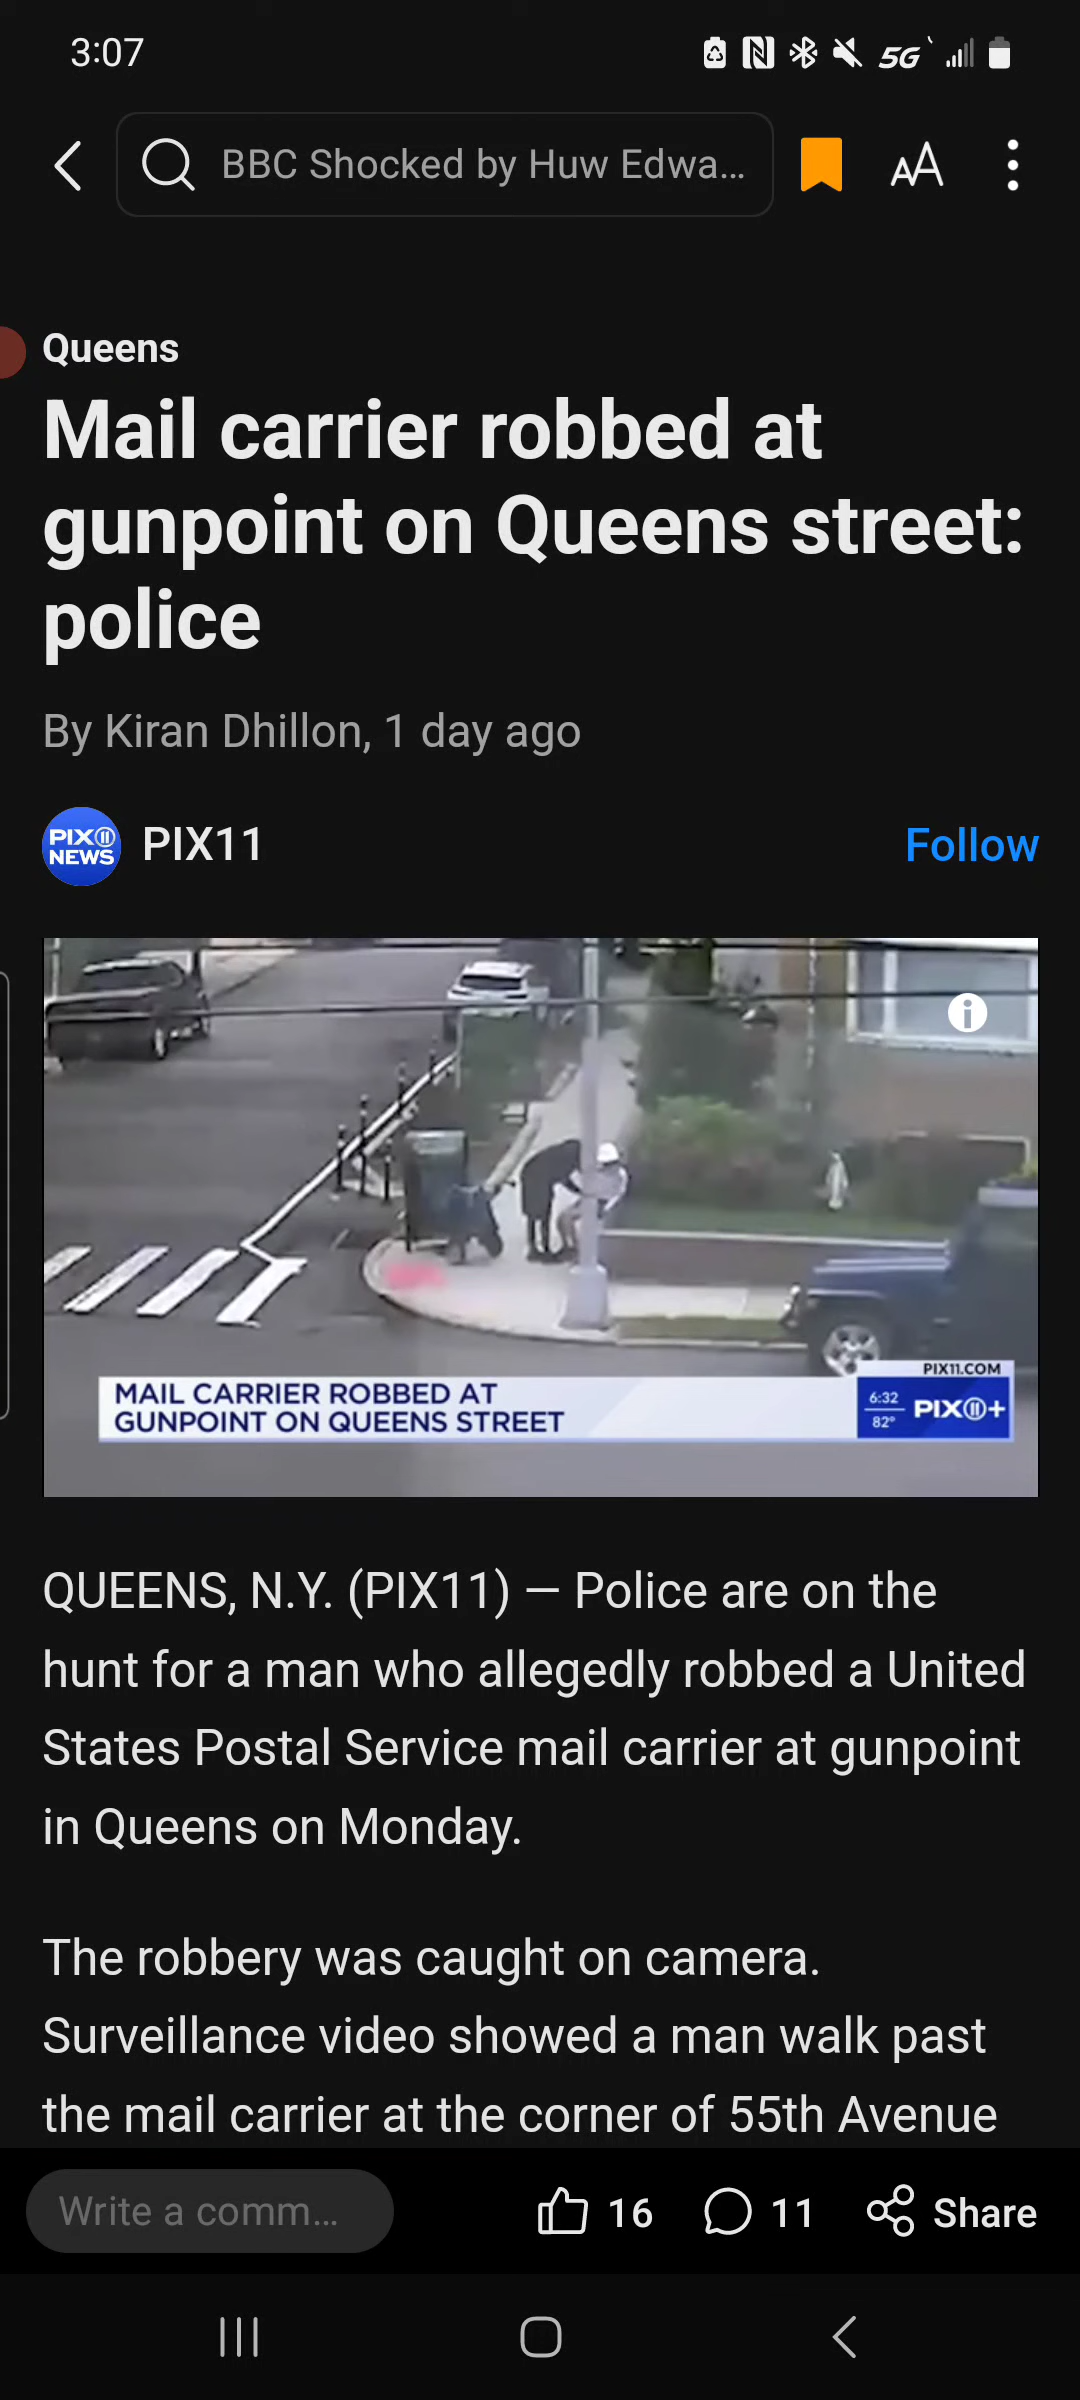 3:07
5G
BBC Shocked by Huw Edwa...
AA
Queens
Mail carrier robbed at
gunpoint on Queens street:
police
By Kiran Dhillon, 1 day ago
PIX11
NEWS
PIX11
Follow
PIX11.COM
MAIL CARRIER ROBBED AT
GUNPOINT ON QUEENS STREET
6:32
82°
PIX11+
QUEENS, N.Y. (PIX11) — Police are on the
hunt for a man who allegedly robbed a United
States Postal Service mail carrier at gunpoint
in Queens on Monday.
The robbery was caught on camera.
Surveillance video showed a man walk past
the mail carrier at the corner of 55th Avenue
Write a comm...
16
11
Share